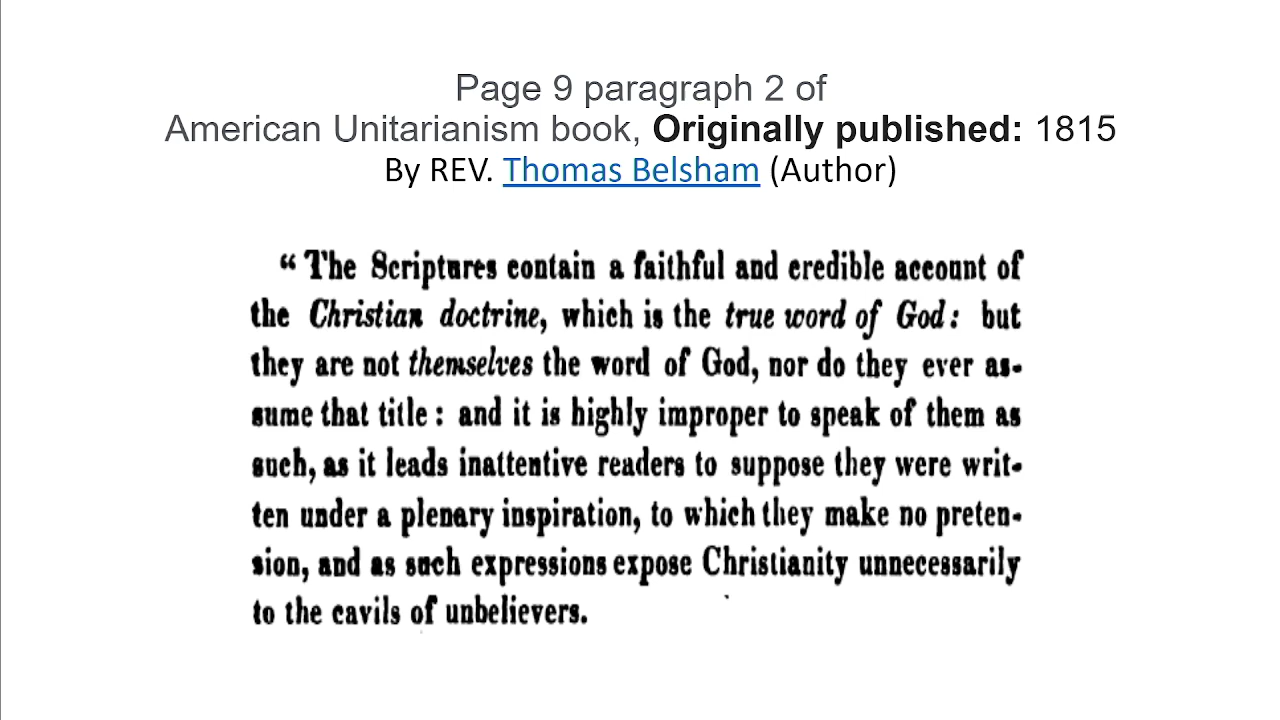 Page 9 paragraph 2 of
American Unitarianism book, Originally published: 1815
By REV. Thomas Belsham (Author)
“ The Scriptures contain a faithful and credible account of
the Christian doctrine, which is the true word of God: but
they are not themselves the word of God, nor do they ever as-
sume that title: and it is highly improper to speak of them as
such, as it leads inattentive readers to suppose they were writ-
ten under a plenary inspiration, to which they make no preten-
sion, and as such expressions expose Christianity unnecessarily
to the cavils of unbelievers.